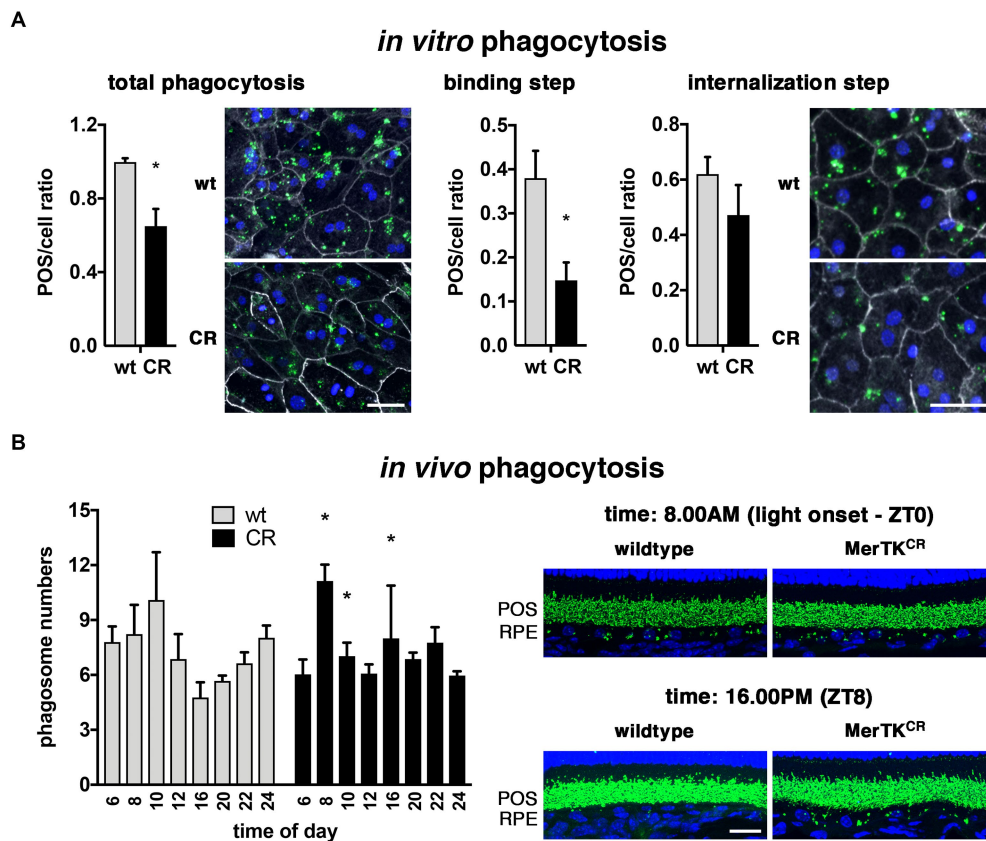 A
in vitro phagocytosis
total phagocytosis
binding step
internalization step
POS/cell ratio
1.2
0.8
0.4
0.0
*
wt CR
wt
CR
POS/cell ratio
0.5
0.4
0.3
0.2
0.1
0.0
*
wt CR
POS/cell ratio
0.8
0.6
0.4
0.2
0.0
wt CR
wt
CR
B
in vivo phagocytosis
phagosome numbers
15
12
9
6
3
0
wt
CR
* * *
6 8 10 12 16 20 22 24 6 8 10 12 16 20 22 24
time of day
time: 8.00AM (light onset - ZT0)
wildtype MerTKCR
POS
RPE
time: 16.00PM (ZT8)
wildtype MerTKCR
POS
RPE